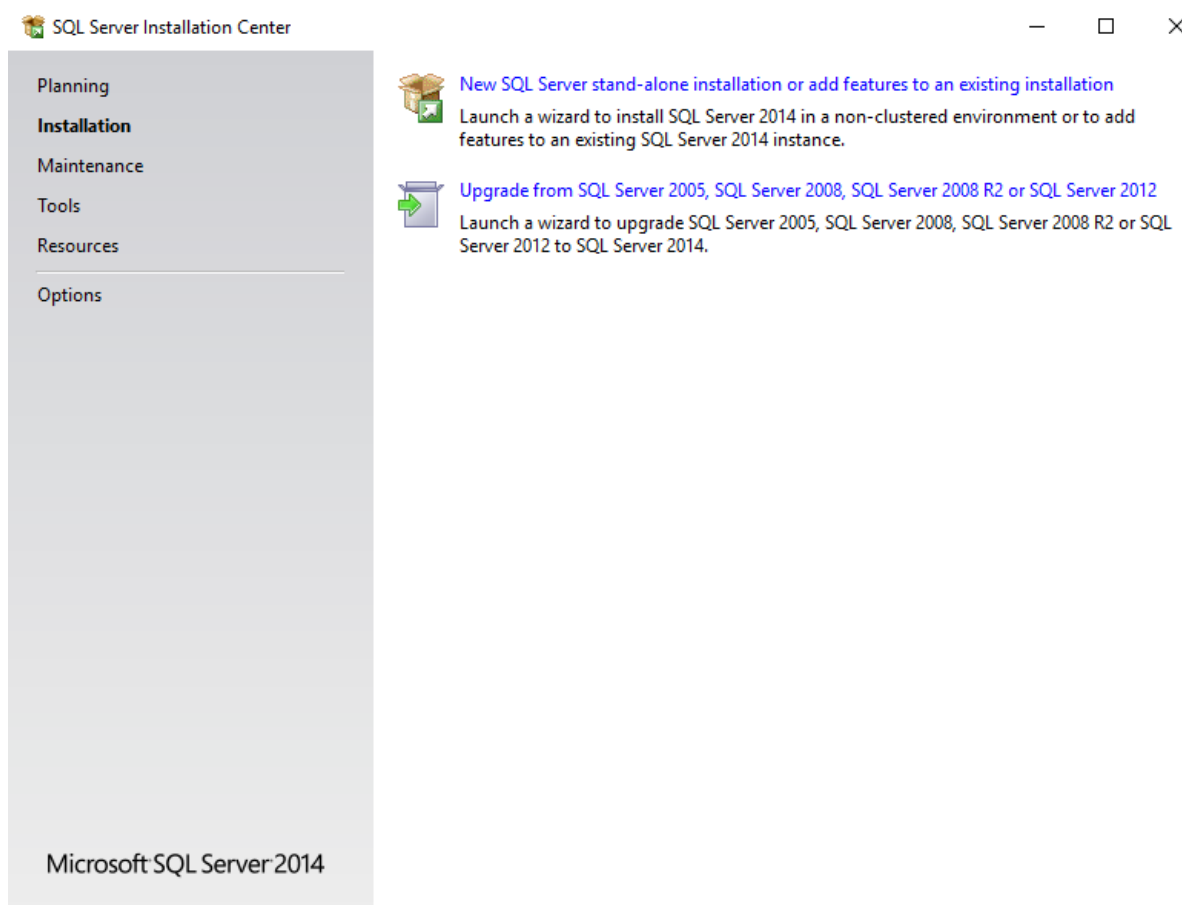 SQL Server Installation Center
Planning
Installation
Maintenance
Tools
Resources
Options
New SQL Server stand-alone installation or add features to an existing installation
Launch a wizard to install SQL Server 2014 in a non-clustered environment or to add
features to an existing SQL Server 2014 instance.
Upgrade from SQL Server 2005, SQL Server 2008, SQL Server 2008 R2 or SQL Server 2012
Launch a wizard to upgrade SQL Server 2005, SQL Server 2008, SQL Server 2008 R2 or SQL
Server 2012 to SQL Server 2014.
Microsoft SQL Server 2014